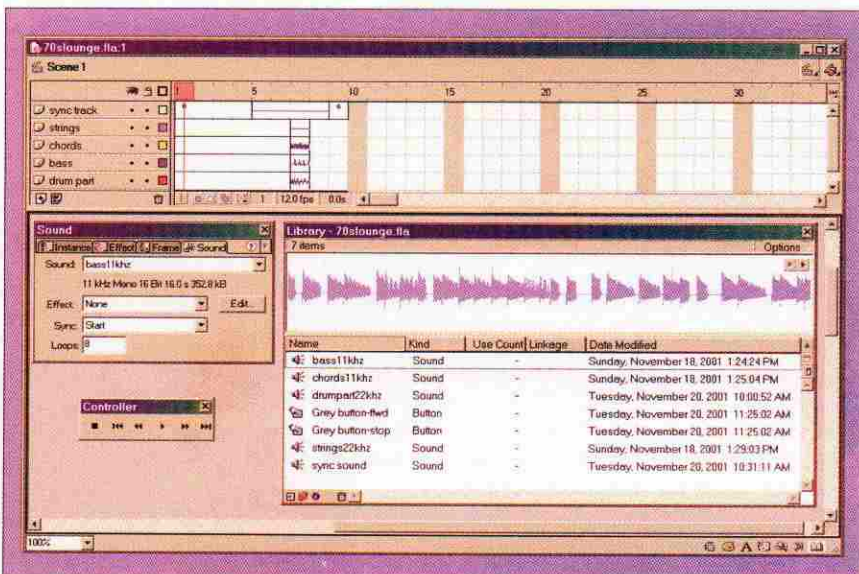 70slounge.fla:1
Scene 1
1 5 10 15 20 25 30
sync track
strings
chords
bass
drum part
1 12.0 fps 0.0s
Sound
Instance Effect Frame Sound
Sound: bass11khz
11 kHz Mono 16 Bit 16.0 s 352.8 kB
Effect: None Edit...
Sync: Start
Loops: 8
Controller
Library - 70slounge.fla
7 items Options
Name Kind Use Count Linkage Date Modified
bass11khz Sound - Sunday, November 18, 2001 1:24:24 PM
chords11khz Sound - Sunday, November 18, 2001 1:25:04 PM
drumpart22khz Sound - Tuesday, November 20, 2001 10:00:52 AM
Grey button-ffwd Button - Tuesday, November 20, 2001 11:25:02 AM
Grey button-stop Button - Tuesday, November 20, 2001 11:25:02 AM
strings22khz Sound - Sunday, November 18, 2001 1:29:03 PM
sync sound Sound - Tuesday, November 20, 2001 10:31:11 AM
100%